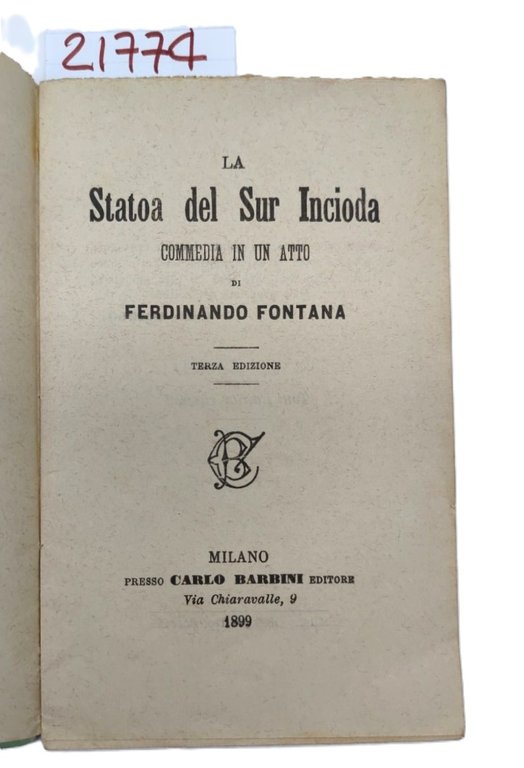 21774
LA
Statoa del Sur Incioda
COMMEDIA IN UN ATTO
DI
FERDINANDO FONTANA
TERZA EDIZIONE
CB
MILANO
PRESSO CARLO BARBINI EDITORE
Via Chiaravalle, 9
1899